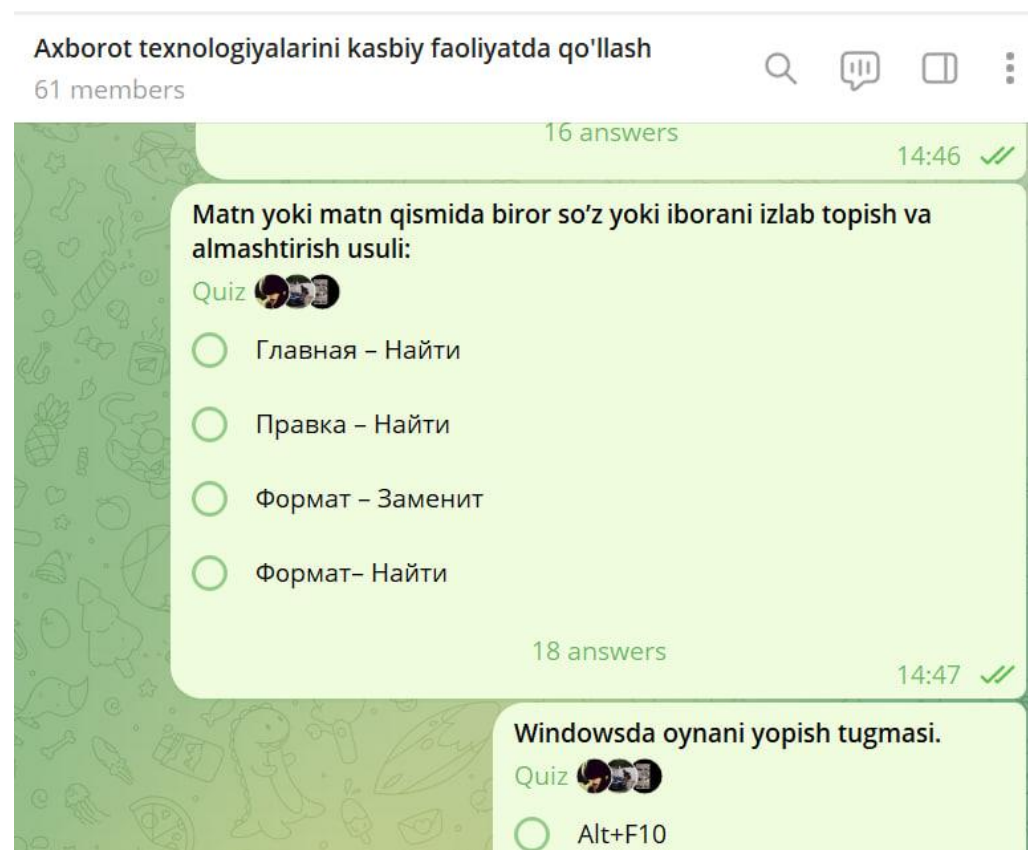 Axborot texnologiyalarini kasbiy faoliyatda qo'llash
61 members
16 answers
14:46
Matn yoki matn qismida biror so’z yoki iborani izlab topish va
almashtirish usuli:
Quiz
Главная – Найти
Правка – Найти
Формат – Заменит
Формат– Найти
18 answers
14:47
Windowsda oynani yopish tugmasi.
Quiz
Alt+F10